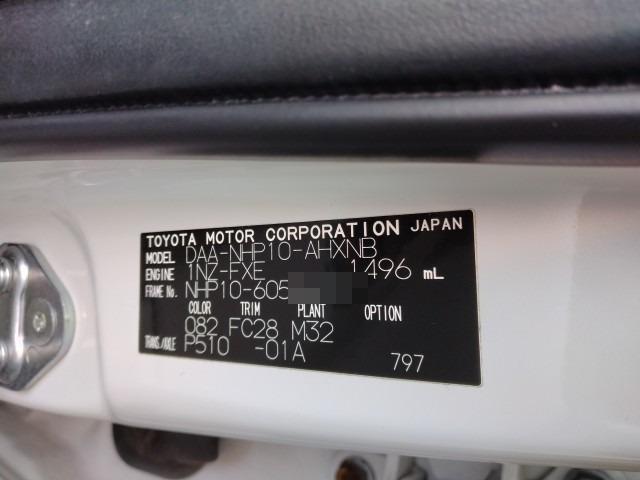 TOYOTA MOTOR CORPORATION JAPAN
MODEL DAA-NHP10-AHXNB
ENGINE 1NZ-FXE 1496 mL
FRAME No. NHP10-605
COLOR TRIM PLANT OPTION
082 FC28 M32
TRANS./AXLE P510 -01A
797